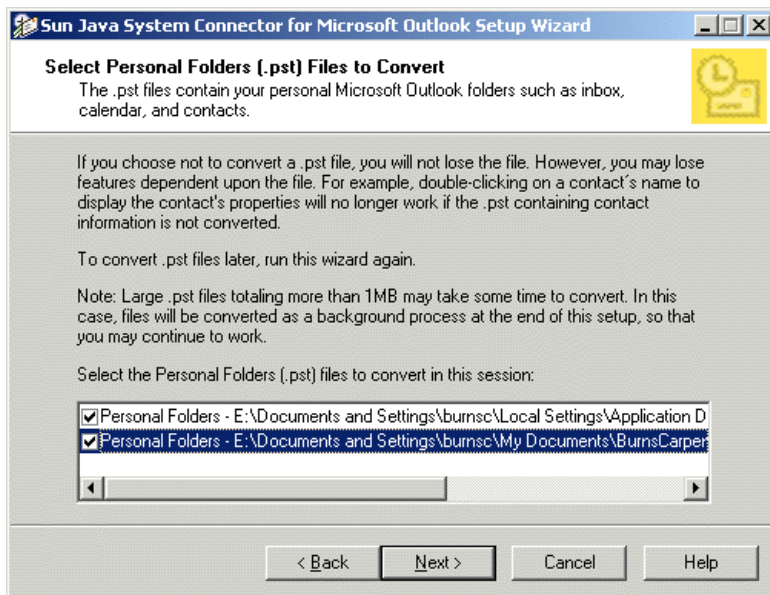 Sun Java System Connector for Microsoft Outlook Setup Wizard
Select Personal Folders (.pst) Files to Convert
The .pst files contain your personal Microsoft Outlook folders such as inbox,
calendar, and contacts.
If you choose not to convert a .pst file, you will not lose the file. However, you may lose
features dependent upon the file. For example, double-clicking on a contact's name to
display the contact's properties will no longer work if the .pst containing contact
information is not converted.
To convert .pst files later, run this wizard again.
Note: Large .pst files totaling more than 1MB may take some time to convert. In this
case, files will be converted as a background process at the end of this setup, so that
you may continue to work.
Select the Personal Folders (.pst) files to convert in this session:
Personal Folders - E:\Documents and Settings\burnsc\Local Settings\Application D
Personal Folders - E:\Documents and Settings\burnsc\My Documents\BurnsCarper
< Back Next > Cancel Help